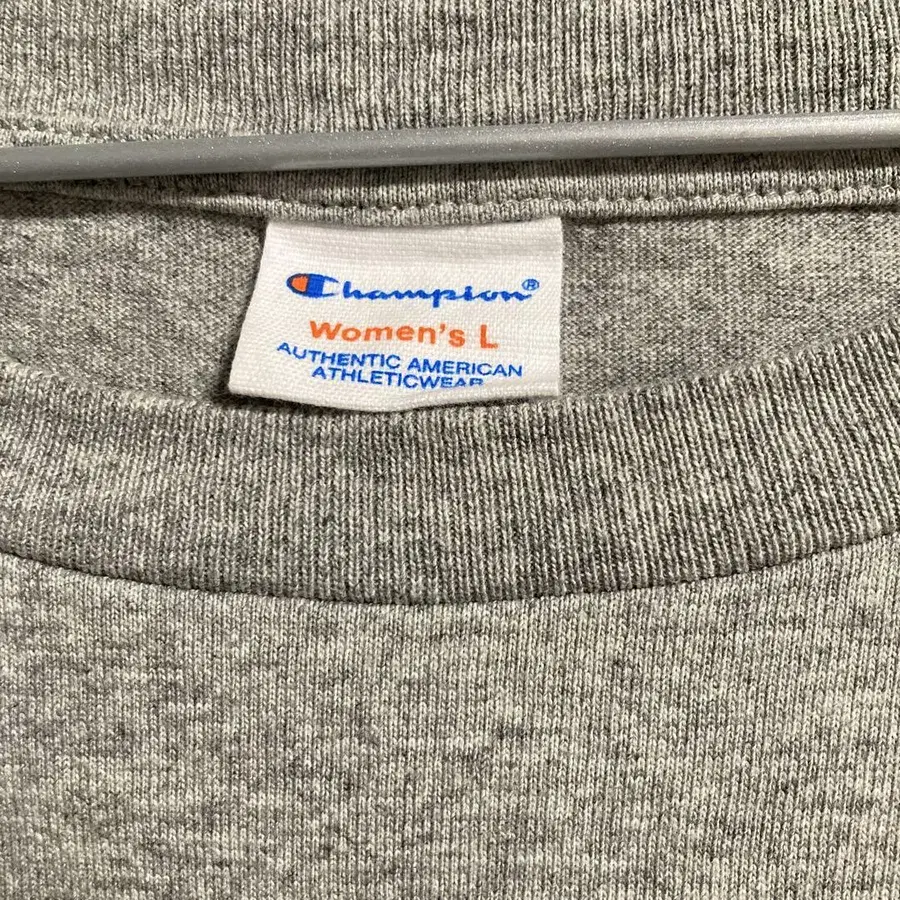 Champion®
Women's L
AUTHENTIC AMERICAN
ATHLETICWEAR